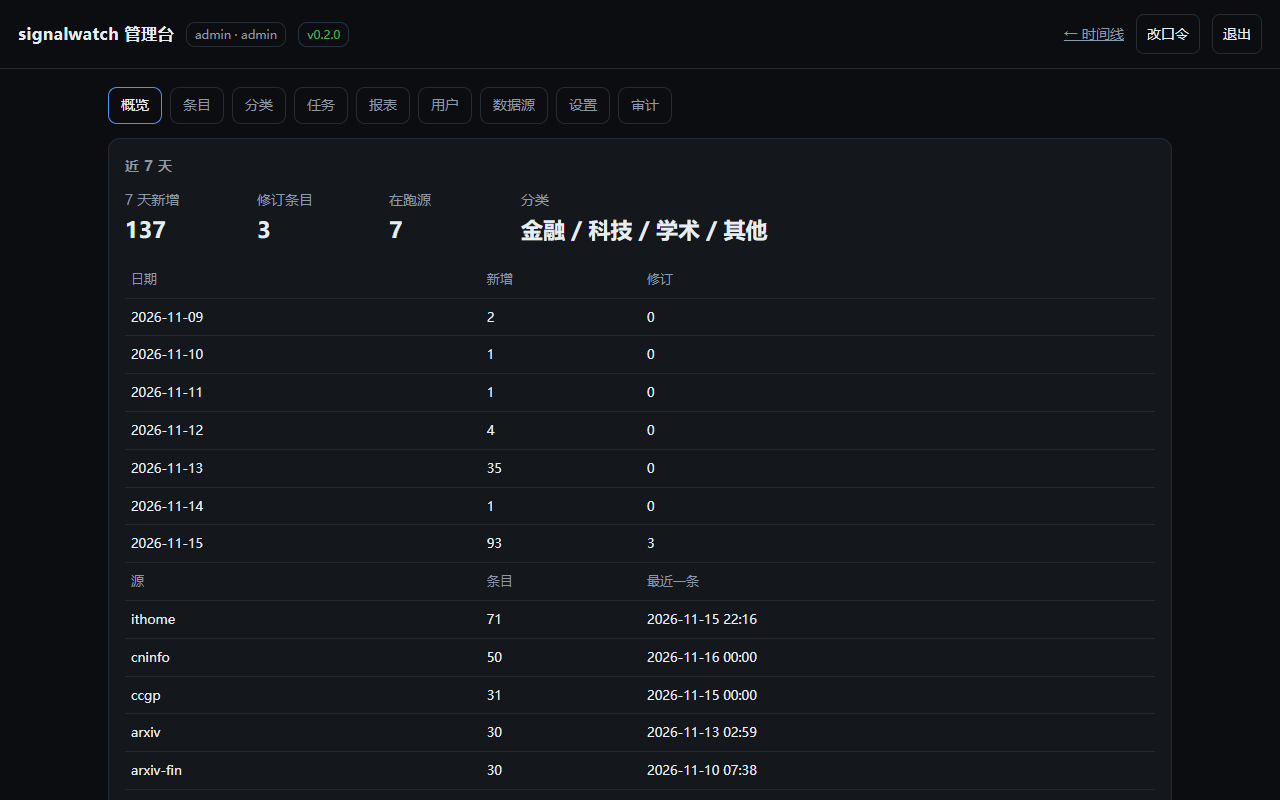 signalwatch 管理台 admin · admin v0.2.0 ← 时间线 改口令 退出
概览 条目 分类 任务 报表 用户 数据源 设置 审计
近 7 天
7 天新增 修订条目 在跑源 分类
137 3 7 金融 / 科技 / 学术 / 其他
日期 新增 修订
2026-11-09 2 0
2026-11-10 1 0
2026-11-11 1 0
2026-11-12 4 0
2026-11-13 35 0
2026-11-14 1 0
2026-11-15 93 3
源 条目 最近一条
ithome 71 2026-11-15 22:16
cninfo 50 2026-11-16 00:00
ccgp 31 2026-11-15 00:00
arxiv 30 2026-11-13 02:59
arxiv-fin 30 2026-11-10 07:38